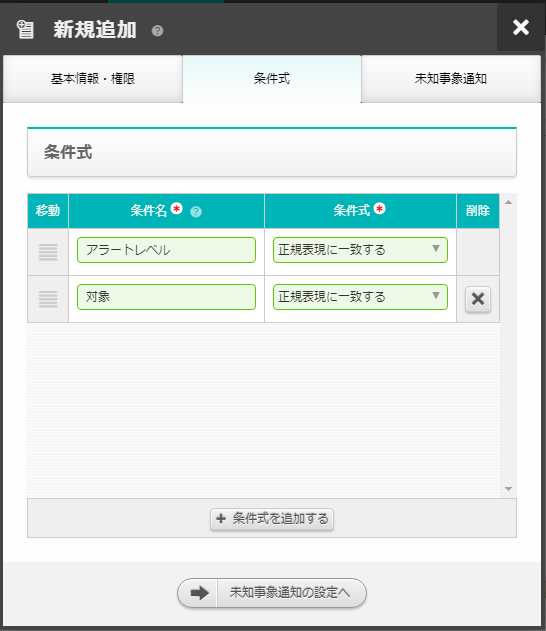 新規追加 ?
基本情報・権限 条件式 未知事象通知
条件式
移動 条件名 * ? 条件式 * 削除
アラートレベル 正規表現に一致する
対象 正規表現に一致する
+ 条件式を追加する
未知事象通知の設定へ